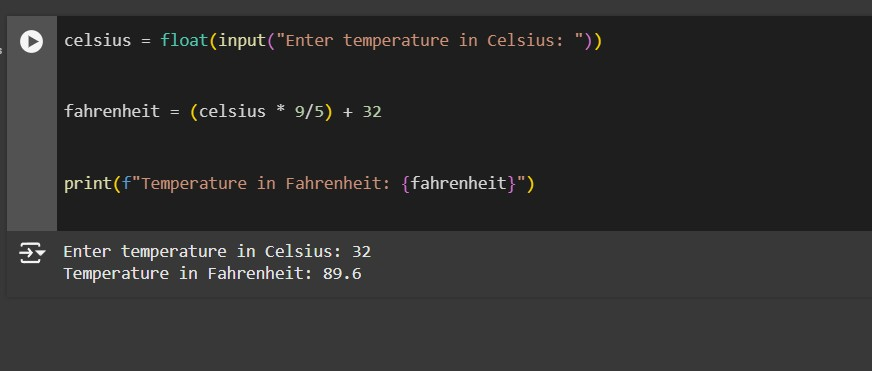 celsius = float(input("Enter temperature in Celsius: "))
fahrenheit = (celsius * 9/5) + 32
print(f"Temperature in Fahrenheit: {fahrenheit}")
Enter temperature in Celsius: 32
Temperature in Fahrenheit: 89.6